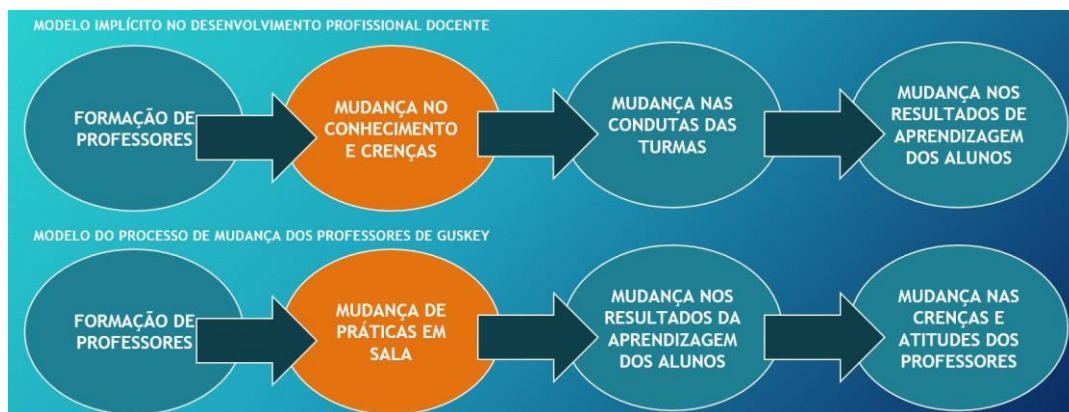 MODELO IMPLÍCITO NO DESENVOLVIMENTO PROFISSIONAL DOCENTE
FORMAÇÃO DE
PROFESSORES
MUDANÇA NO
CONHECIMENTO
E CRENÇAS
MUDANÇA NAS
CONDUTAS DAS
TURMAS
MUDANÇA NOS
RESULTADOS DE
APRENDIZAGEM
DOS ALUNOS
MODELO DO PROCESSO DE MUDANÇA DOS PROFESSORES DE GUSKEY
FORMAÇÃO DE
PROFESSORES
MUDANÇA DE
PRÁTICAS EM
SALA
MUDANÇA NOS
RESULTADOS DA
APRENDIZAGEM
DOS ALUNOS
MUDANÇA NAS
CRENÇAS E
ATITUDES DOS
PROFESSORES